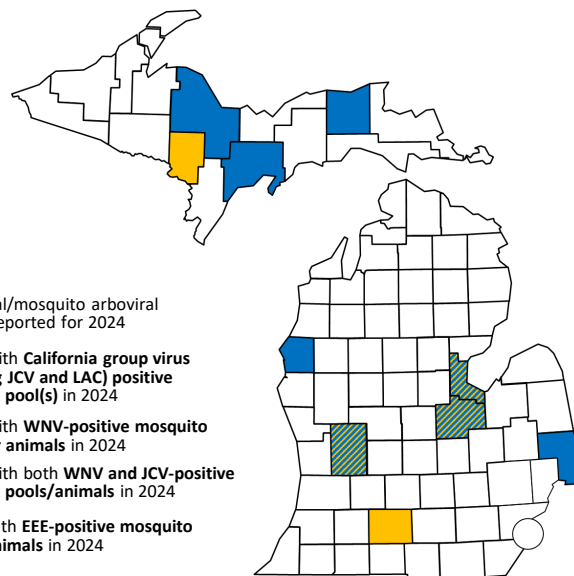 al/mosquito arboviral
eported for 2024
ith California group virus
g JCV and LAC) positive
pool(s) in 2024
ith WNV-positive mosquito
r animals in 2024
ith both WNV and JCV-positive
pools/animals in 2024
ith EEE-positive mosquito
nimals in 2024